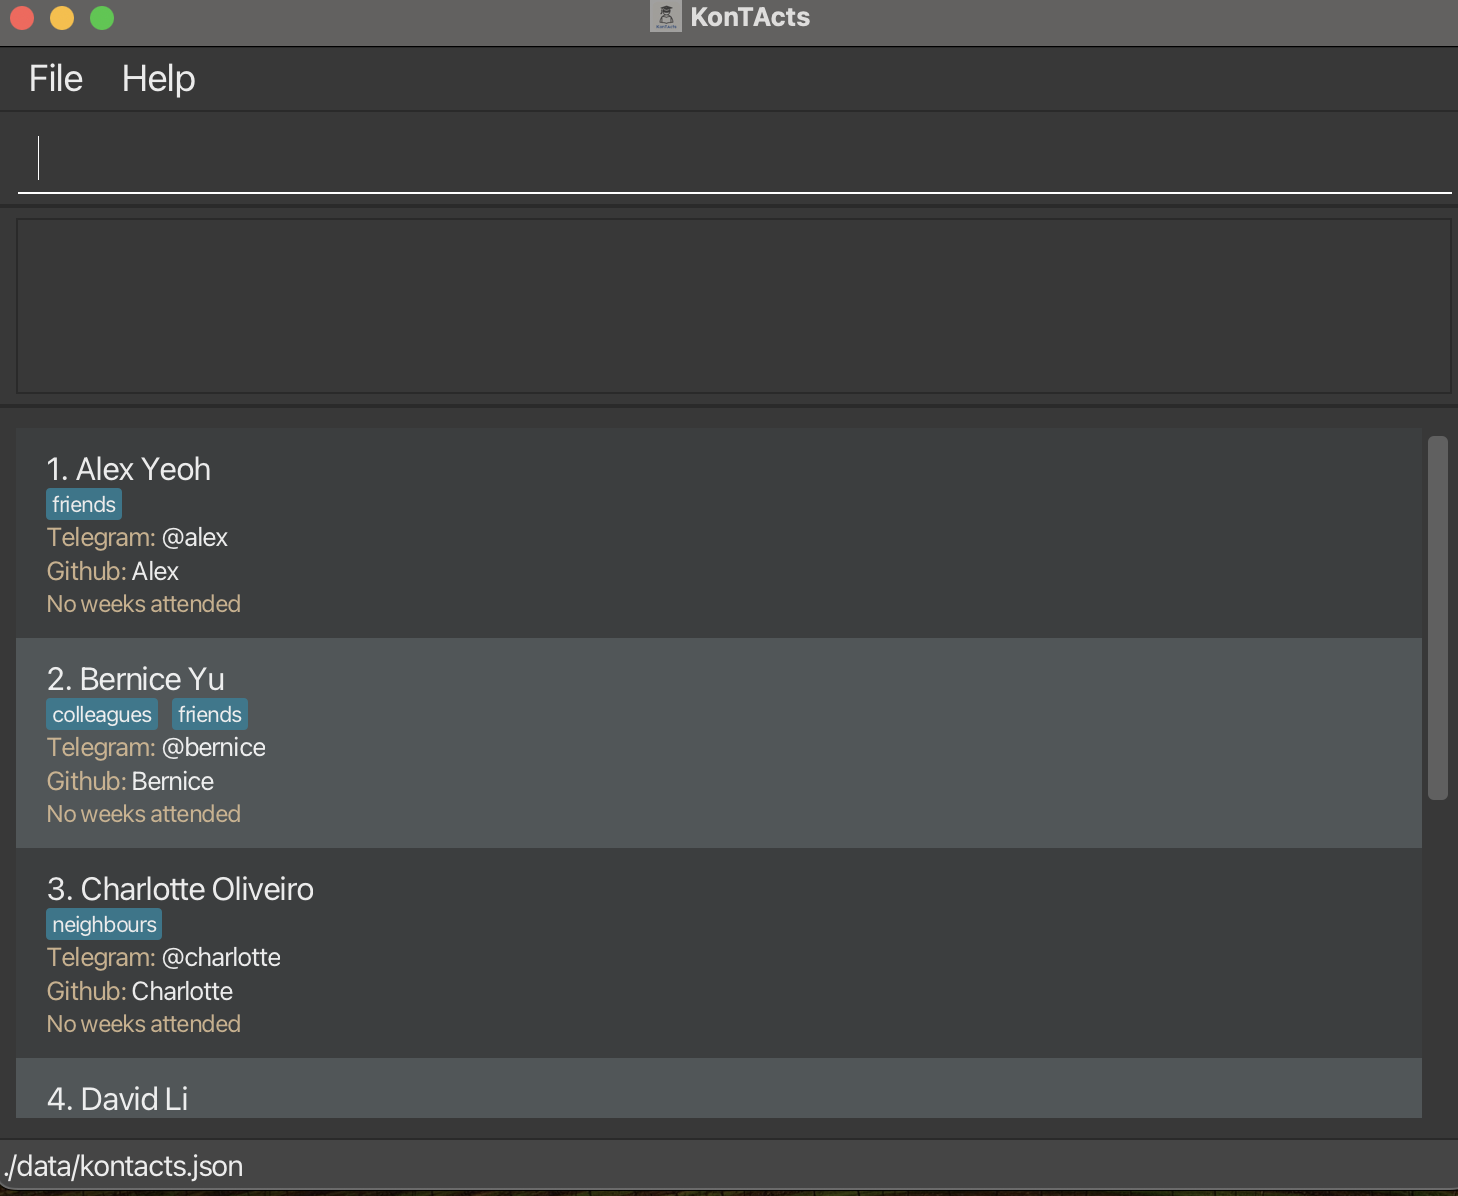 KonTActs
File Help
1. Alex Yeoh
friends
Telegram: @alex
Github: Alex
No weeks attended
2. Bernice Yu
colleagues friends
Telegram: @bernice
Github: Bernice
No weeks attended
3. Charlotte Oliveiro
neighbours
Telegram: @charlotte
Github: Charlotte
No weeks attended
4. David Li
./data/kontacts.json